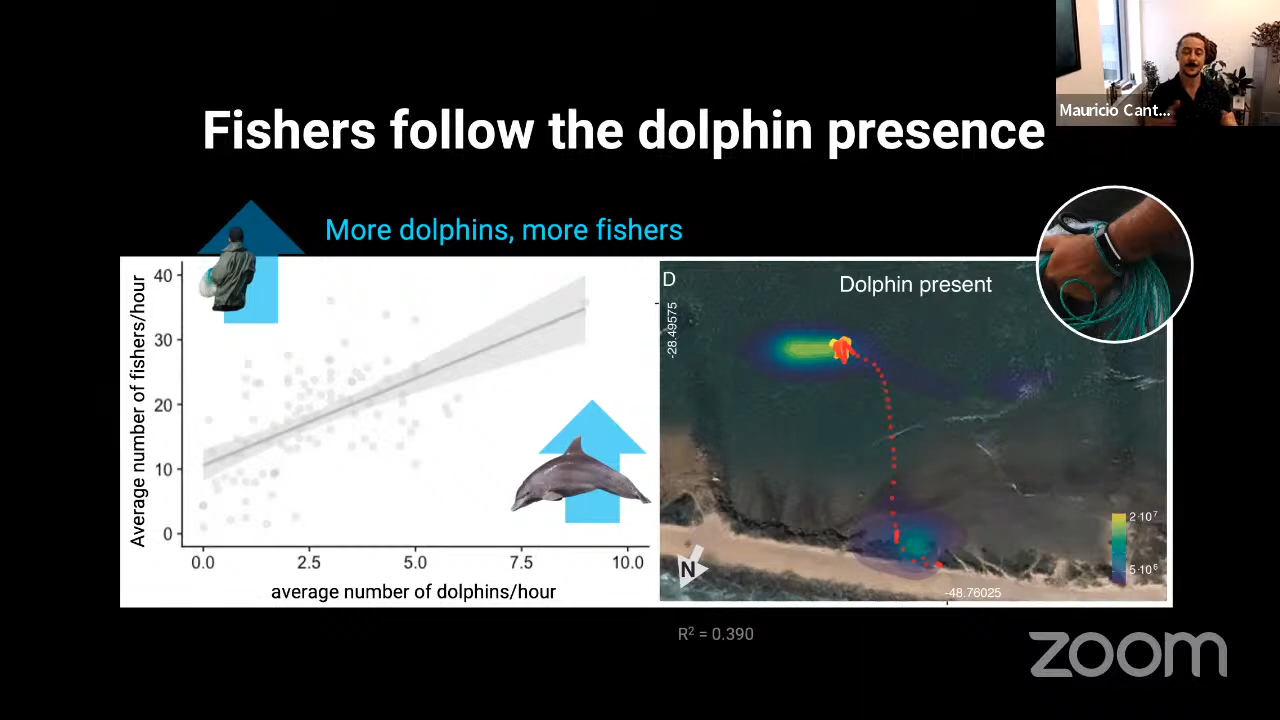 Mauricio Cant...
Fishers follow the dolphin presence
More dolphins, more fishers
Average number of fishers/hour
40
30
20
10
0
0.0 2.5 5.0 7.5 10.0
average number of dolphins/hour
D
Dolphin present
-28.49575
N
2·10⁷
5·10⁶
-48.76025
R² = 0.390
zoom